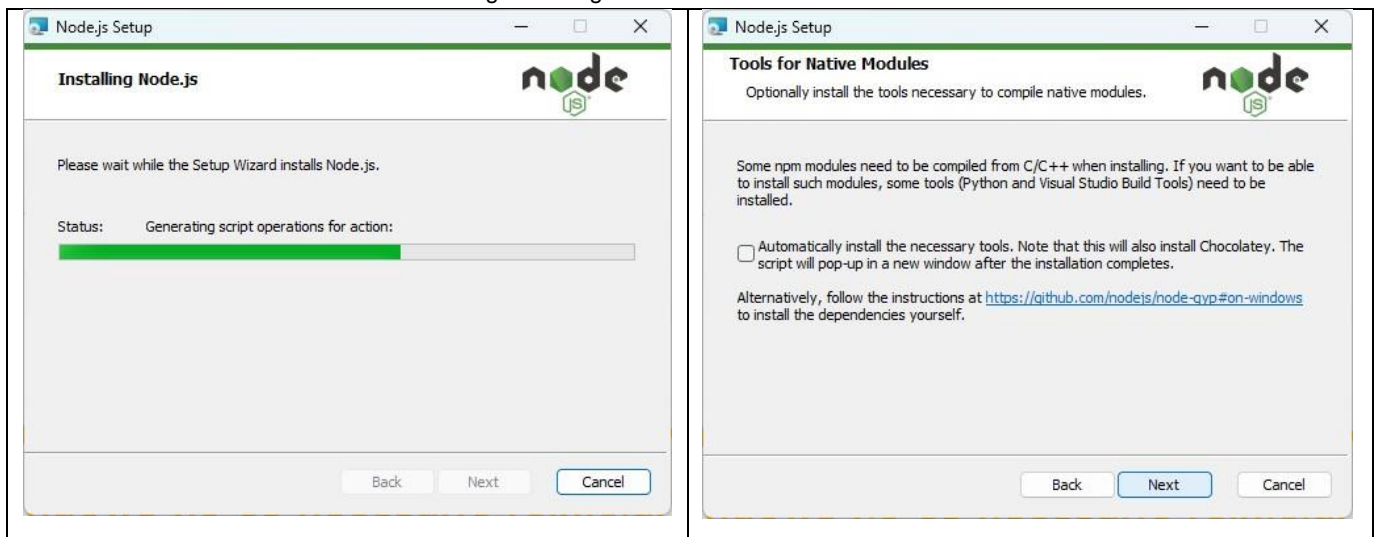 Node.js Setup
Installing Node.js
node
JS
Please wait while the Setup Wizard installs Node.js.
Status: Generating script operations for action:
Back Next Cancel
Node.js Setup
Tools for Native Modules
Optionally install the tools necessary to compile native modules.
node
JS
Some npm modules need to be compiled from C/C++ when installing. If you want to be able
to install such modules, some tools (Python and Visual Studio Build Tools) need to be
installed.
Automatically install the necessary tools. Note that this will also install Chocolatey. The
script will pop-up in a new window after the installation completes.
Alternatively, follow the instructions at https://github.com/nodejs/node-gyp#on-windows
to install the dependencies yourself.
Back Next Cancel